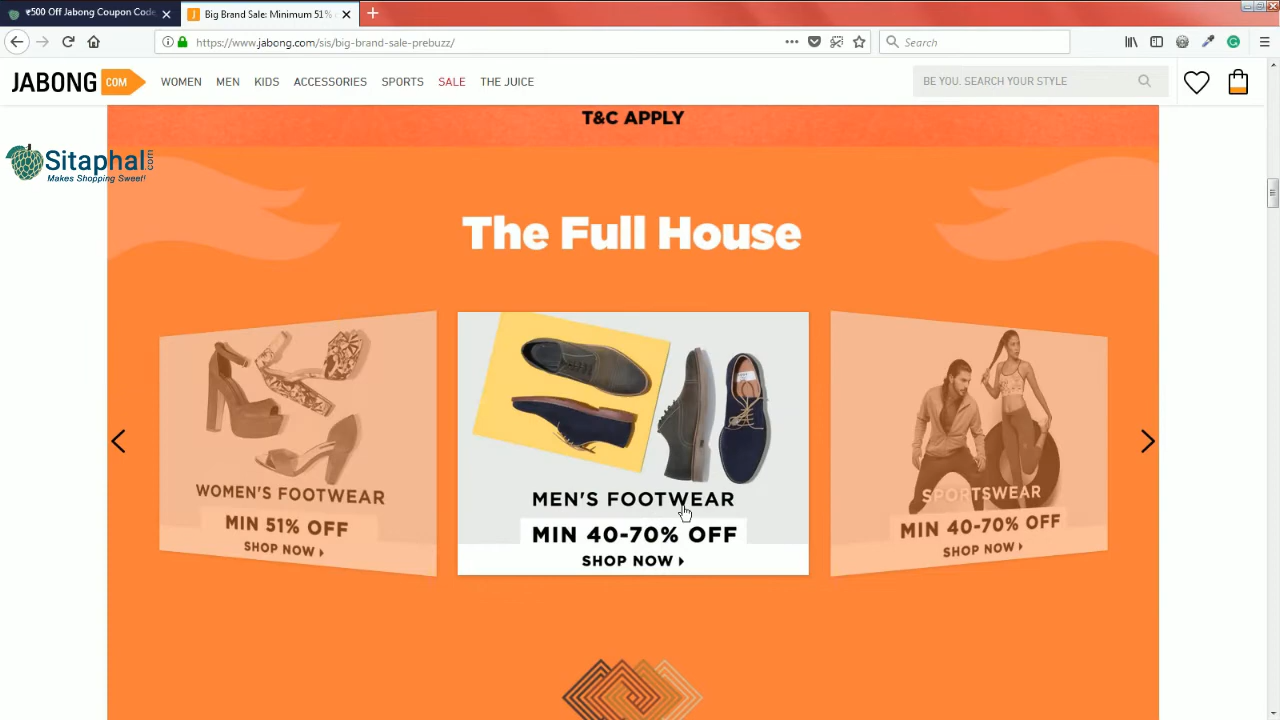 ₹500 Off Jabong Coupon Code
Big Brand Sale: Minimum 51%
https://www.jabong.com/sis/big-brand-sale-prebuzz/
Search
JABONG COM
WOMEN MEN KIDS ACCESSORIES SPORTS SALE THE JUICE
BE YOU. SEARCH YOUR STYLE
T&C APPLY
Sitaphal.com
Makes Shopping Sweet!
The Full House
WOMEN'S FOOTWEAR
MIN 51% OFF
SHOP NOW
MEN'S FOOTWEAR
MIN 40-70% OFF
SHOP NOW
SPORTSWEAR
MIN 40-70% OFF
SHOP NOW